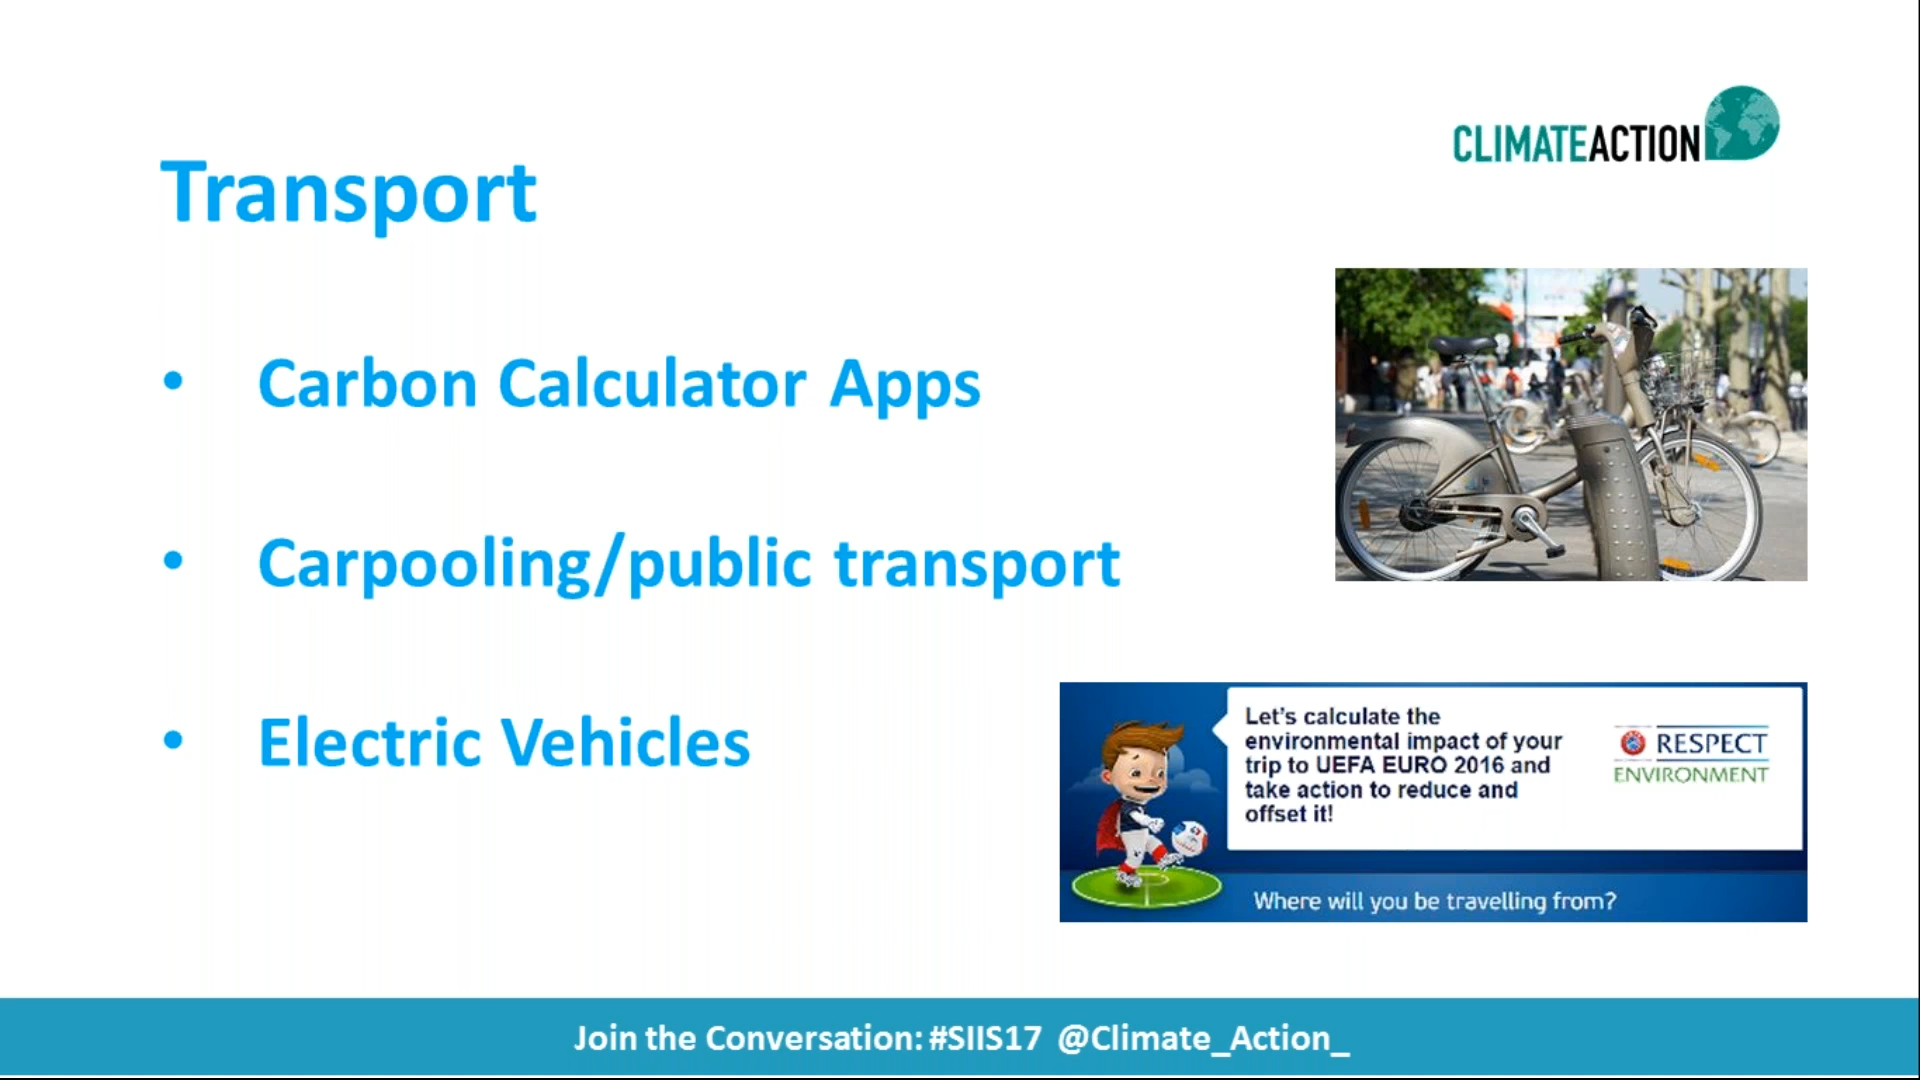 CLIMATEACTION
Transport
• Carbon Calculator Apps
• Carpooling/public transport
• Electric Vehicles
Let's calculate the
environmental impact of your
trip to UEFA EURO 2016 and
take action to reduce and
offset it!
RESPECT
ENVIRONMENT
Where will you be travelling from?
Join the Conversation: #SIIS17 @Climate_Action_